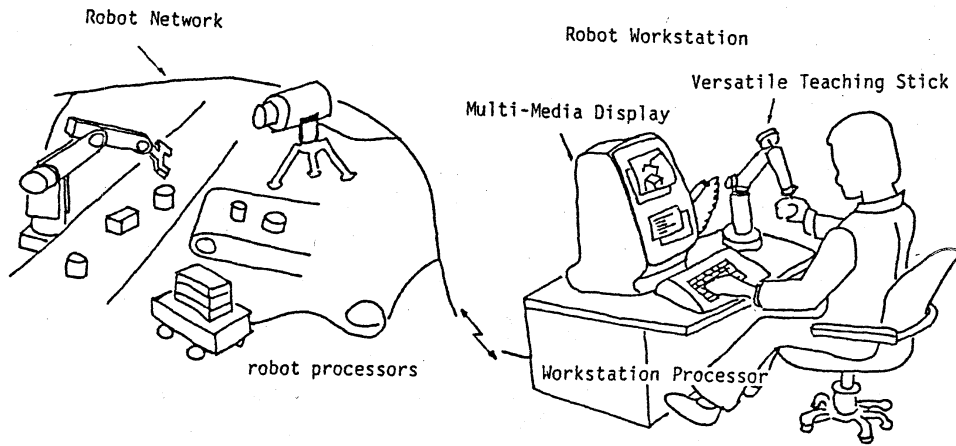 Robot Network
Robot Workstation
Versatile Teaching Stick
Multi-Media Display
robot processors
Workstation Processor